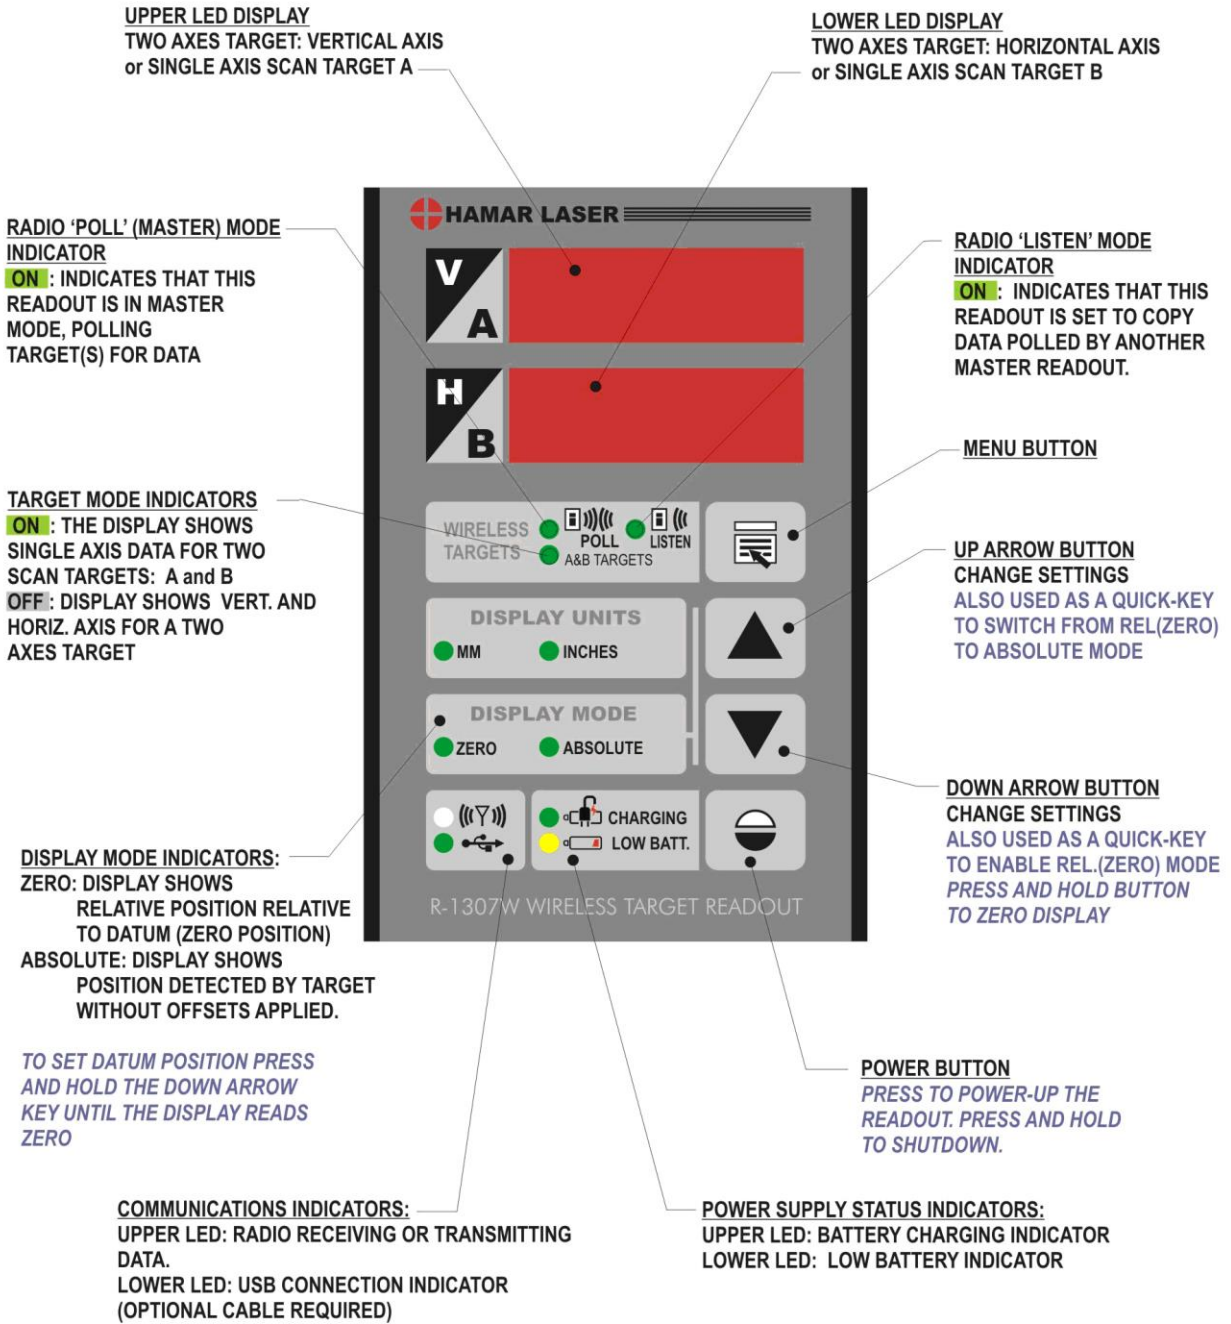 UPPER LED DISPLAY
TWO AXES TARGET: VERTICAL AXIS
or SINGLE AXIS SCAN TARGET A
LOWER LED DISPLAY
TWO AXES TARGET: HORIZONTAL AXIS
or SINGLE AXIS SCAN TARGET B
RADIO ‘POLL’ (MASTER) MODE
INDICATOR
ON : INDICATES THAT THIS
READOUT IS IN MASTER
MODE, POLLING
TARGET(S) FOR DATA
HAMAR LASER
V
A
H
B
RADIO ‘LISTEN’ MODE
INDICATOR
ON : INDICATES THAT THIS
READOUT IS SET TO COPY
DATA POLLED BY ANOTHER
MASTER READOUT.
MENU BUTTON
TARGET MODE INDICATORS
ON : THE DISPLAY SHOWS
SINGLE AXIS DATA FOR TWO
SCAN TARGETS: A and B
OFF : DISPLAY SHOWS VERT. AND
HORIZ. AXIS FOR A TWO
AXES TARGET
WIRELESS
TARGETS
POLL
LISTEN
A&B TARGETS
DISPLAY UNITS
MM
INCHES
DISPLAY MODE
ZERO
ABSOLUTE
CHARGING
LOW BATT.
R-1307W WIRELESS TARGET READOUT
UP ARROW BUTTON
CHANGE SETTINGS
ALSO USED AS A QUICK-KEY
TO SWITCH FROM REL(ZERO)
TO ABSOLUTE MODE
DOWN ARROW BUTTON
CHANGE SETTINGS
ALSO USED AS A QUICK-KEY
TO ENABLE REL.(ZERO) MODE
PRESS AND HOLD BUTTON
TO ZERO DISPLAY
DISPLAY MODE INDICATORS:
ZERO: DISPLAY SHOWS
RELATIVE POSITION RELATIVE
TO DATUM (ZERO POSITION)
ABSOLUTE: DISPLAY SHOWS
POSITION DETECTED BY TARGET
WITHOUT OFFSETS APPLIED.
TO SET DATUM POSITION PRESS
AND HOLD THE DOWN ARROW
KEY UNTIL THE DISPLAY READS
ZERO
POWER BUTTON
PRESS TO POWER-UP THE
READOUT. PRESS AND HOLD
TO SHUTDOWN.
COMMUNICATIONS INDICATORS:
UPPER LED: RADIO RECEIVING OR TRANSMITTING
DATA.
LOWER LED: USB CONNECTION INDICATOR
(OPTIONAL CABLE REQUIRED)
POWER SUPPLY STATUS INDICATORS:
UPPER LED: BATTERY CHARGING INDICATOR
LOWER LED: LOW BATTERY INDICATOR